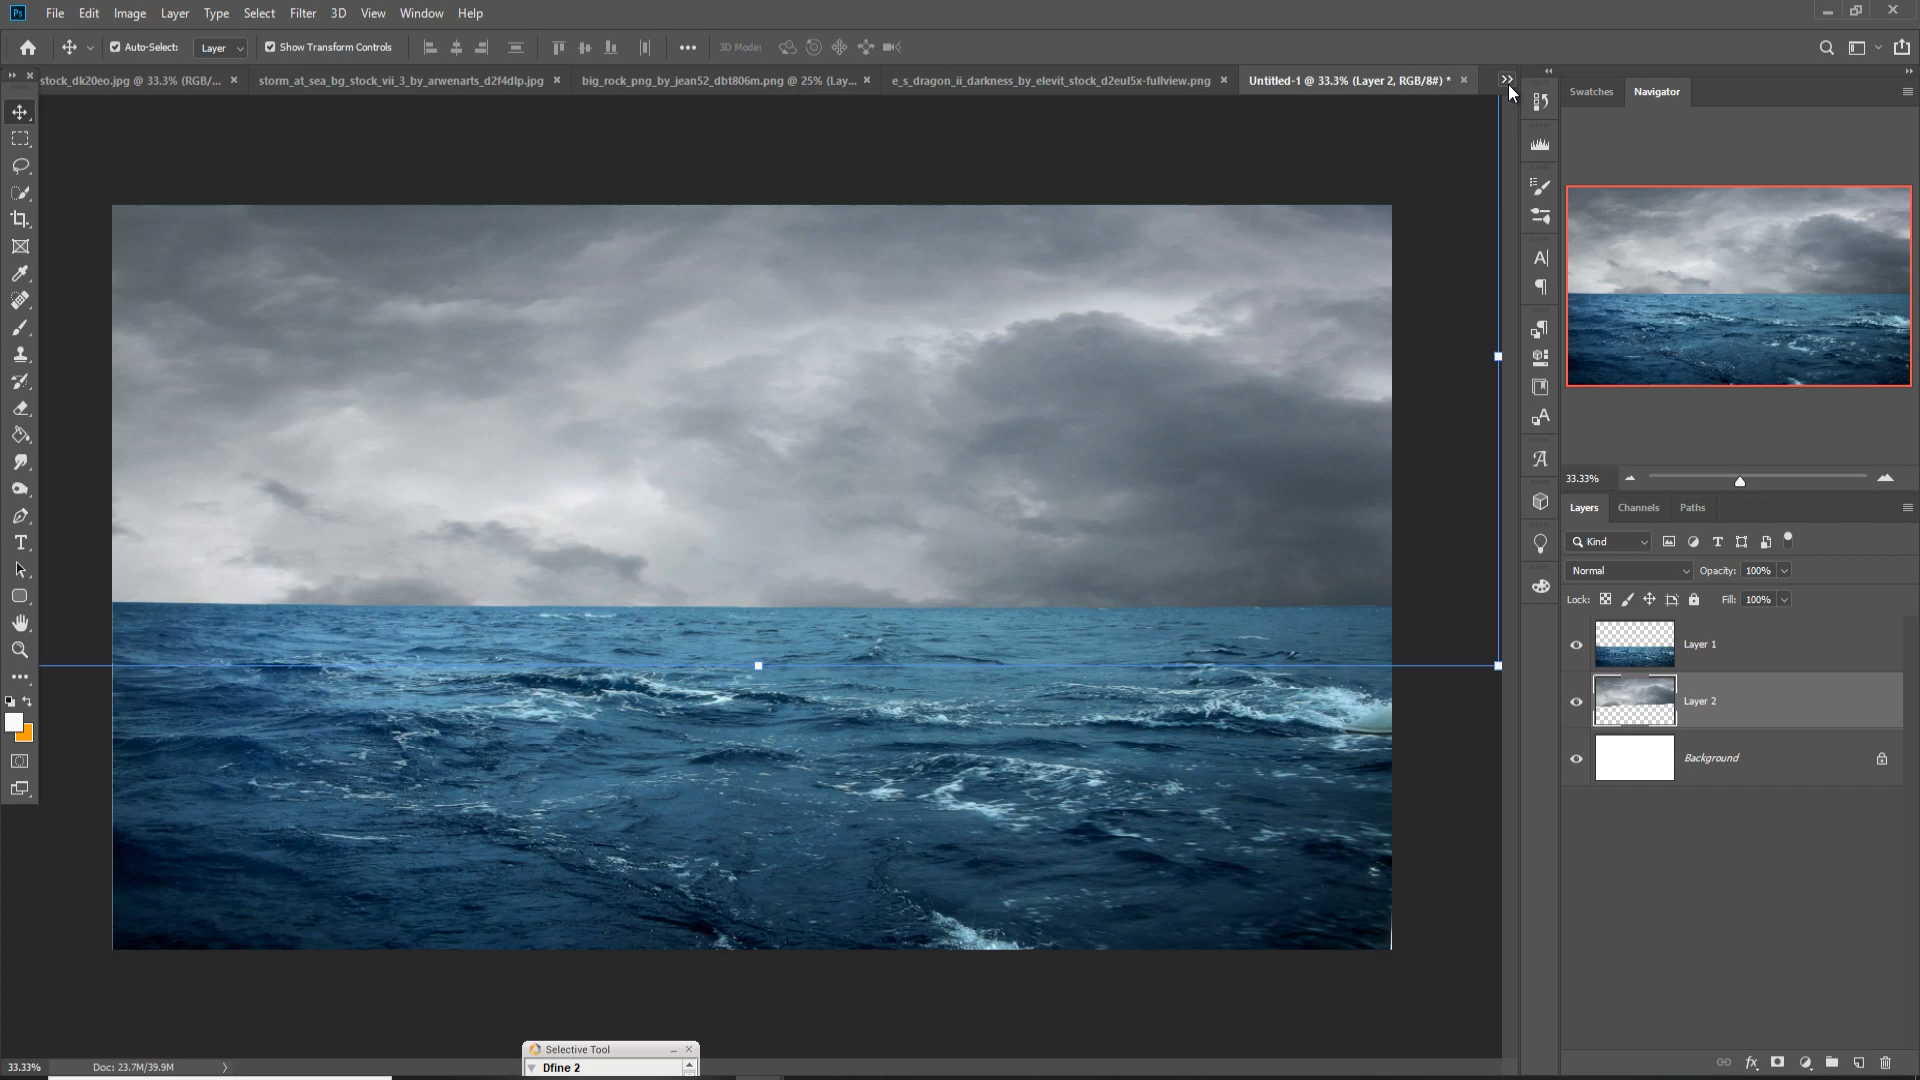 Ps File Edit Image Layer Type Select Filter 3D View Window Help
Auto-Select: Layer Show Transform Controls 3D Mode:
stock_dk20eo.jpg @ 33.3% (RGB/... storm_at_sea_bg_stock_vii_3_by_arwenarts_d2f4dlp.jpg big_rock_png_by_jean52_dbt806m.png @ 25% (Lay... e_s_dragon_ii_darkness_by_elevit_stock_d2eul5x-fullview.png Untitled-1 @ 33.3% (Layer 2, RGB/8#) *
Swatches Navigator
33.33%
Layers Channels Paths
Kind
Normal Opacity: 100%
Lock: Fill: 100%
Layer 1
Layer 2
Background
Selective Tool
33.33% Doc: 23.7M/39.9M Dfine 2